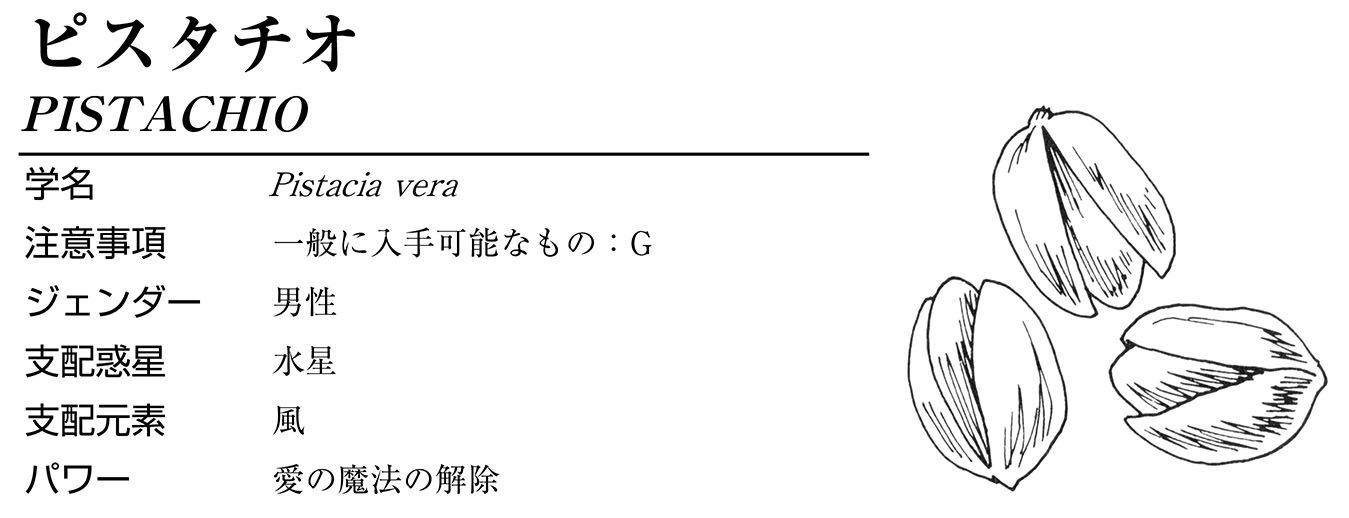 ピスタチオ
PISTACHIO
学名 Pistacia vera
注意事項 一般に入手可能なもの：G
ジェンダー 男性
支配惑星 水星
支配元素 風
パワー 愛の魔法の解除